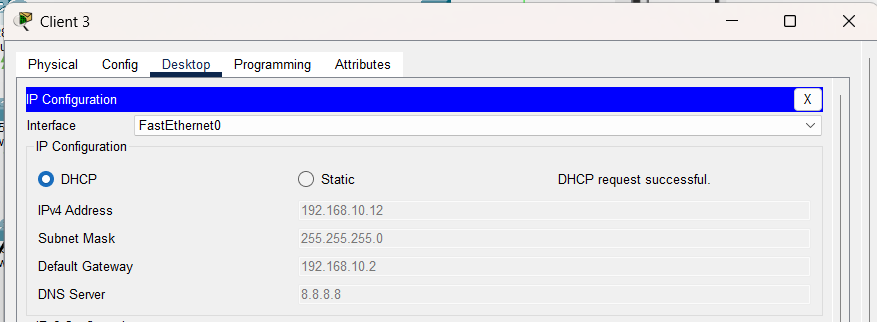 Client 3
Physical Config Desktop Programming Attributes
IP Configuration X
Interface FastEthernet0
IP Configuration
DHCP Static DHCP request successful.
IPv4 Address 192.168.10.12
Subnet Mask 255.255.255.0
Default Gateway 192.168.10.2
DNS Server 8.8.8.8